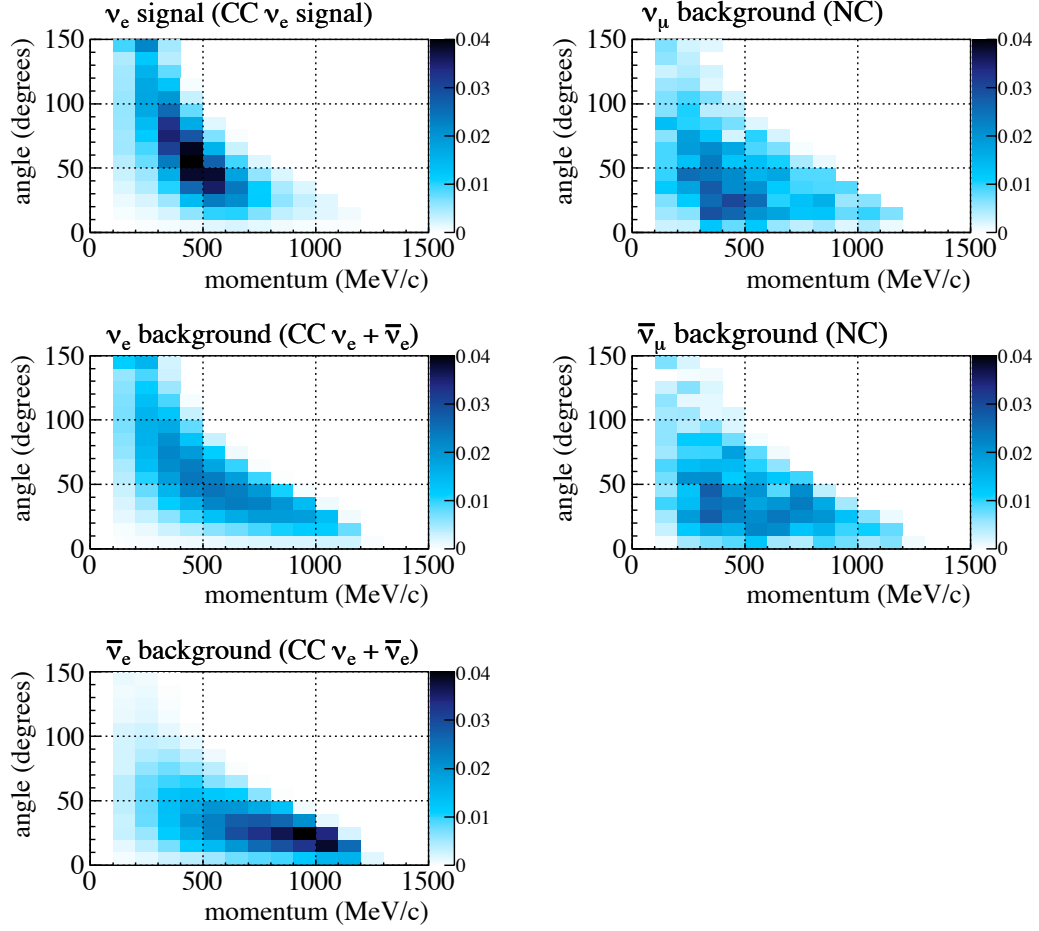 νe signal (CC νe signal)
150
100
50
0
angle (degrees)
0 500 1000 1500
momentum (MeV/c)
0.04
0.03
0.02
0.01
0
νμ background (NC)
150
100
50
0
angle (degrees)
0 500 1000 1500
momentum (MeV/c)
0.04
0.03
0.02
0.01
0
νe background (CC νe + ν̅e)
150
100
50
0
angle (degrees)
0 500 1000 1500
momentum (MeV/c)
0.04
0.03
0.02
0.01
0
ν̅μ background (NC)
150
100
50
0
angle (degrees)
0 500 1000 1500
momentum (MeV/c)
0.04
0.03
0.02
0.01
0
ν̅e background (CC νe + ν̅e)
150
100
50
0
angle (degrees)
0 500 1000 1500
momentum (MeV/c)
0.04
0.03
0.02
0.01
0